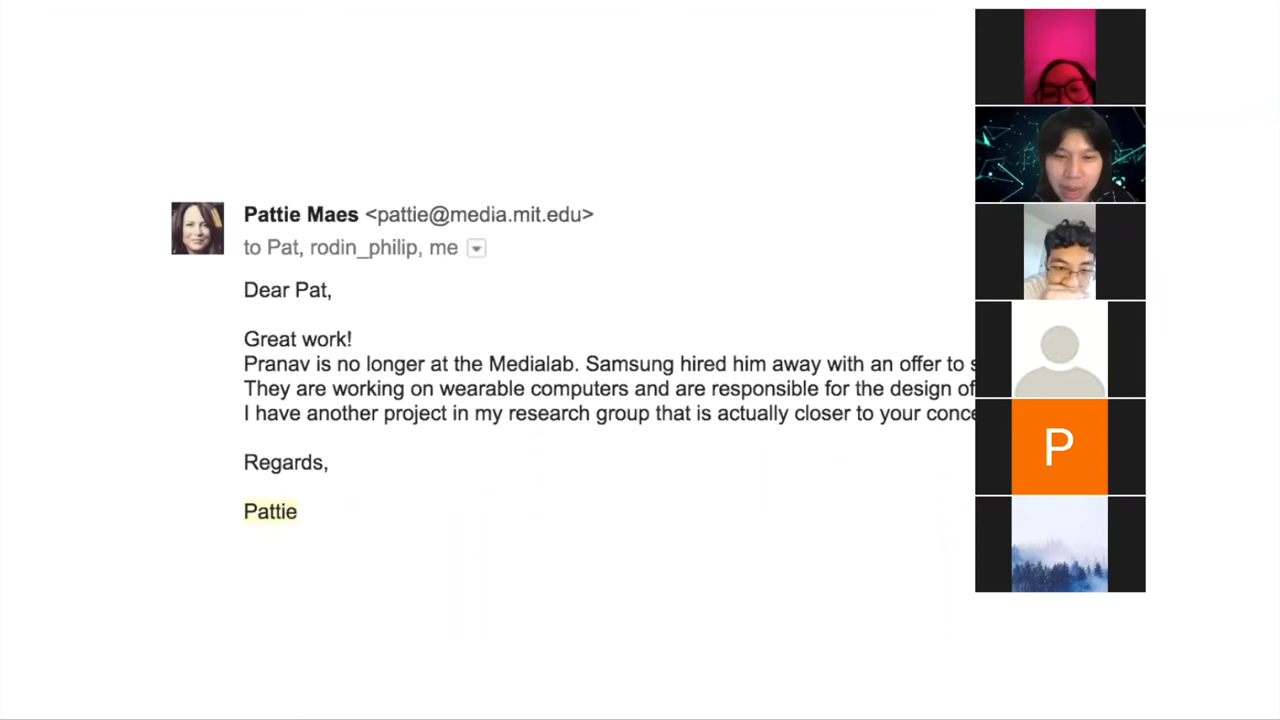 Pattie Maes <pattie@media.mit.edu>
to Pat, rodin_philip, me
Dear Pat,
Great work!
Pranav is no longer at the Medialab. Samsung hired him away with an offer to s
They are working on wearable computers and are responsible for the design of
I have another project in my research group that is actually closer to your conce
Regards,
Pattie
P